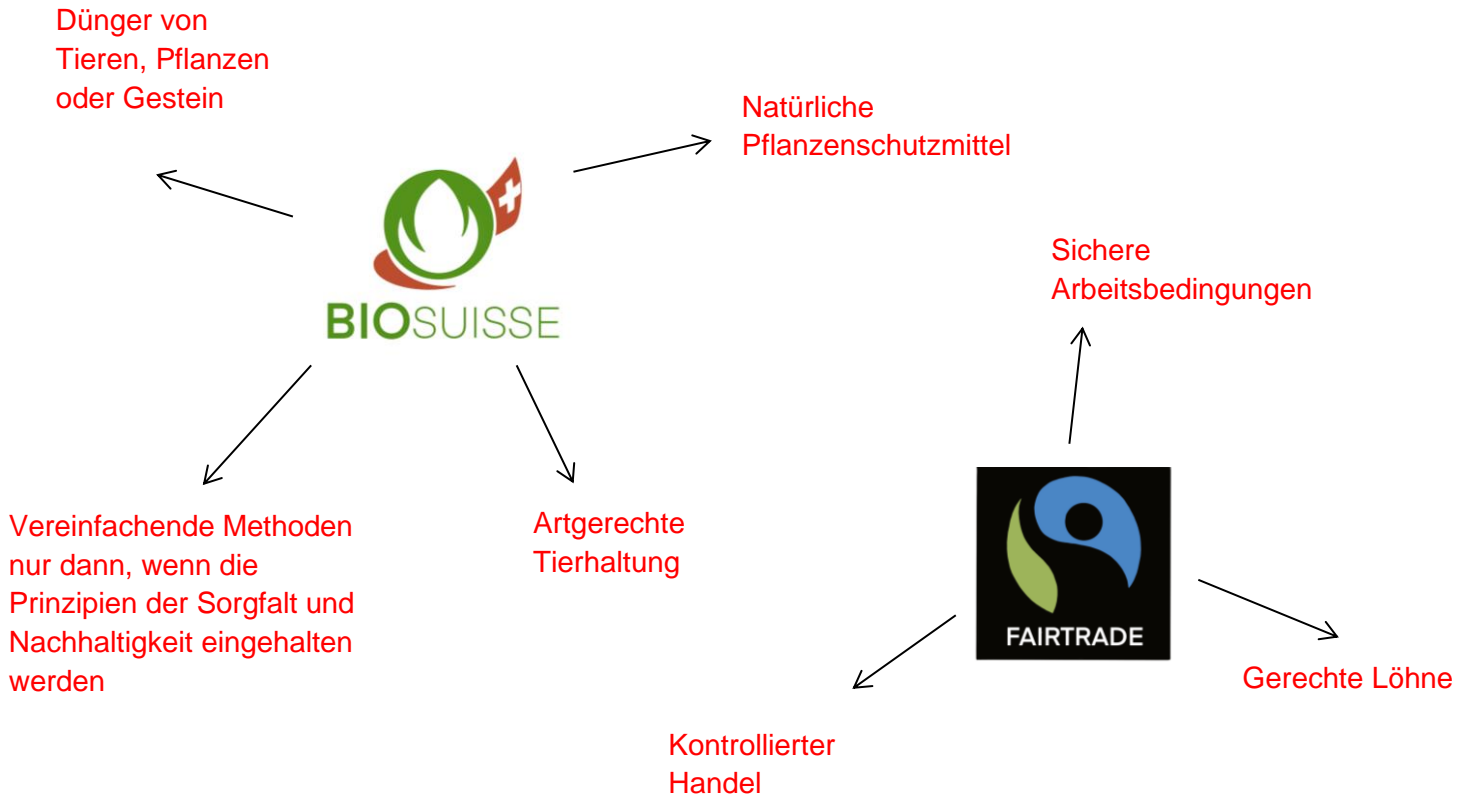 Dünger von
Tieren, Pflanzen
oder Gestein
Natürliche
Pflanzenschutzmittel
BIOSUISSE
Sichere
Arbeitsbedingungen
Vereinfachende Methoden
nur dann, wenn die
Prinzipien der Sorgfalt und
Nachhaltigkeit eingehalten
werden
Artgerechte
Tierhaltung
FAIRTRADE
Gerechte Löhne
Kontrollierter
Handel